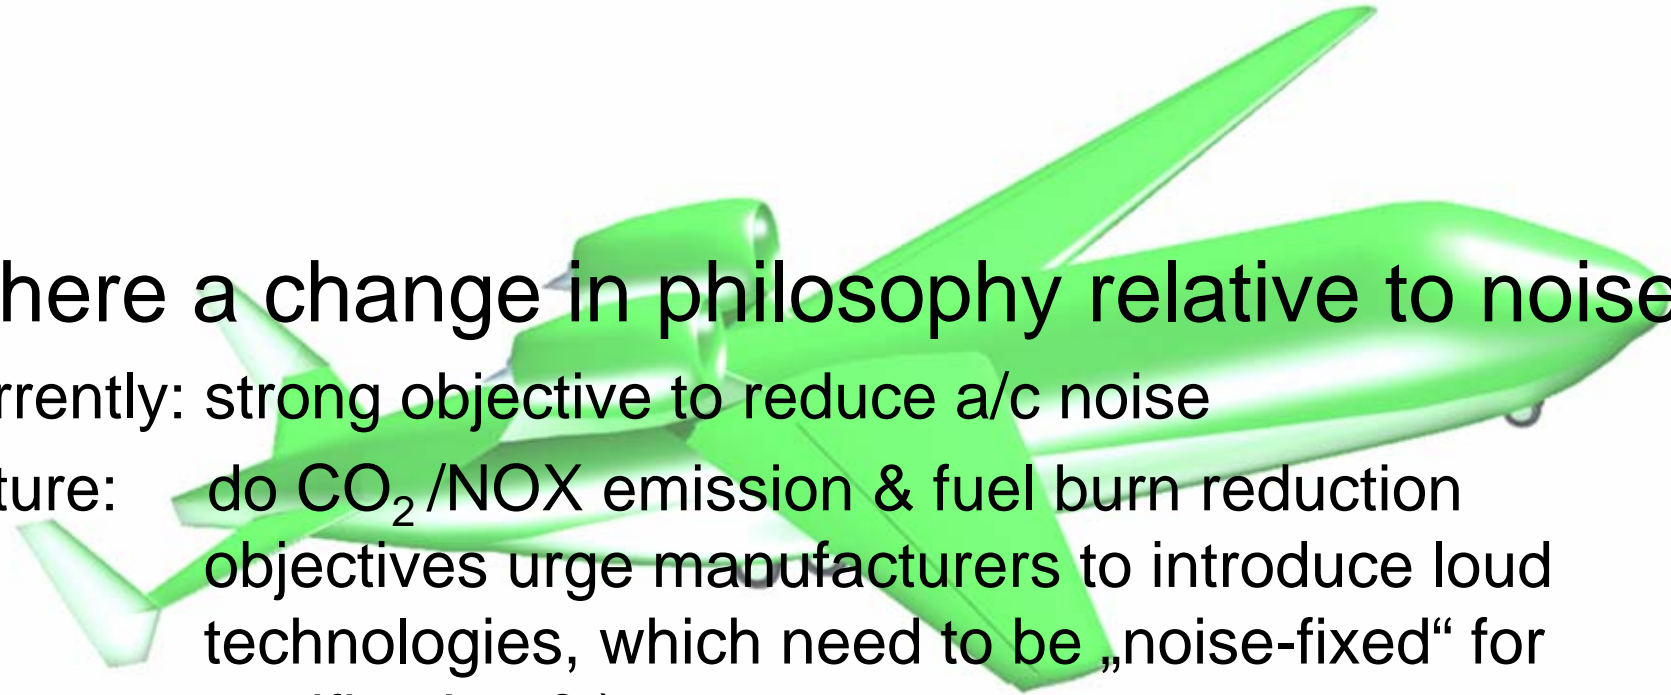 here a change in philosophy relative to noise
rrently: strong objective to reduce a/c noise
ture: do CO₂/NOX emission & fuel burn reduction
objectives urge manufacturers to introduce loud
technologies, which need to be „noise-fixed“ for